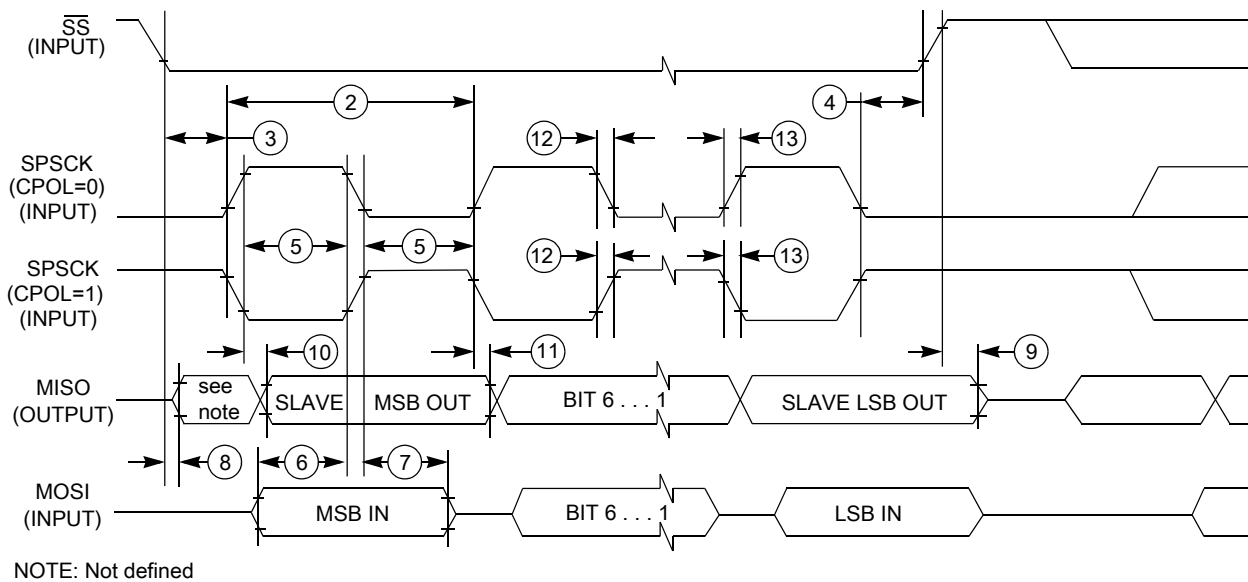 SS
(INPUT)
2
4
3
12
13
SPSCK
(CPOL=0)
(INPUT)
5
5
12
13
SPSCK
(CPOL=1)
(INPUT)
10
11
9
MISO
(OUTPUT)
see
note
SLAVE
MSB OUT
BIT 6 . . . 1
SLAVE LSB OUT
8
6
7
MOSI
(INPUT)
MSB IN
BIT 6 . . . 1
LSB IN
NOTE: Not defined